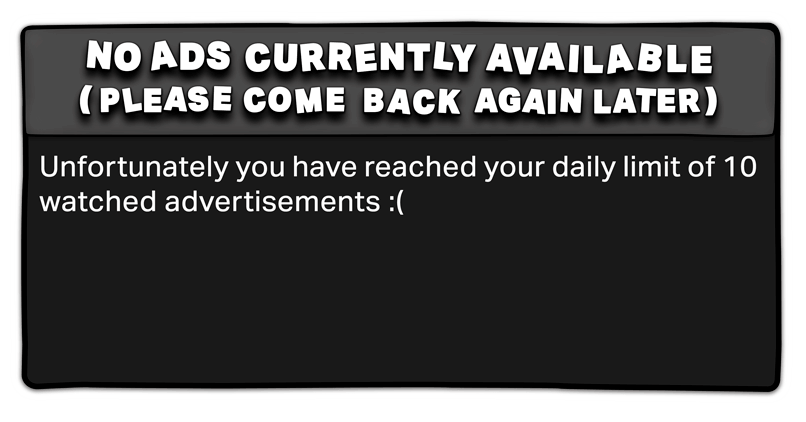 NO ADS CURRENTLY AVAILABLE
(PLEASE COME BACK AGAIN LATER)
Unfortunately you have reached your daily limit of 10
watched advertisements :(